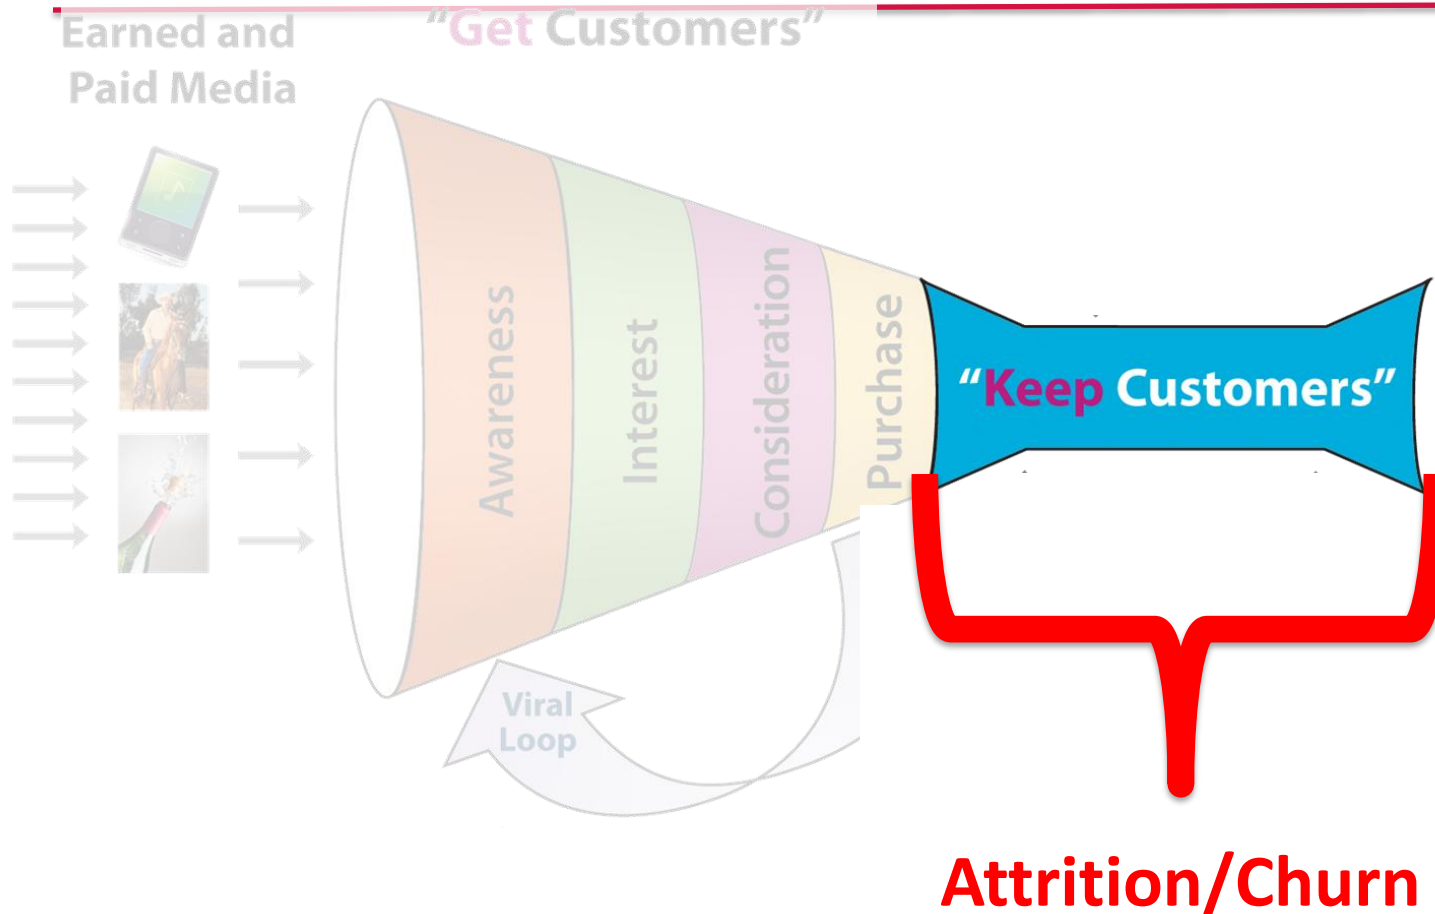 Earned and
Paid Media
"Get Customers"
Awareness
Interest
Consideration
Purchase
"Keep Customers"
Viral
Loop
Attrition/Churn